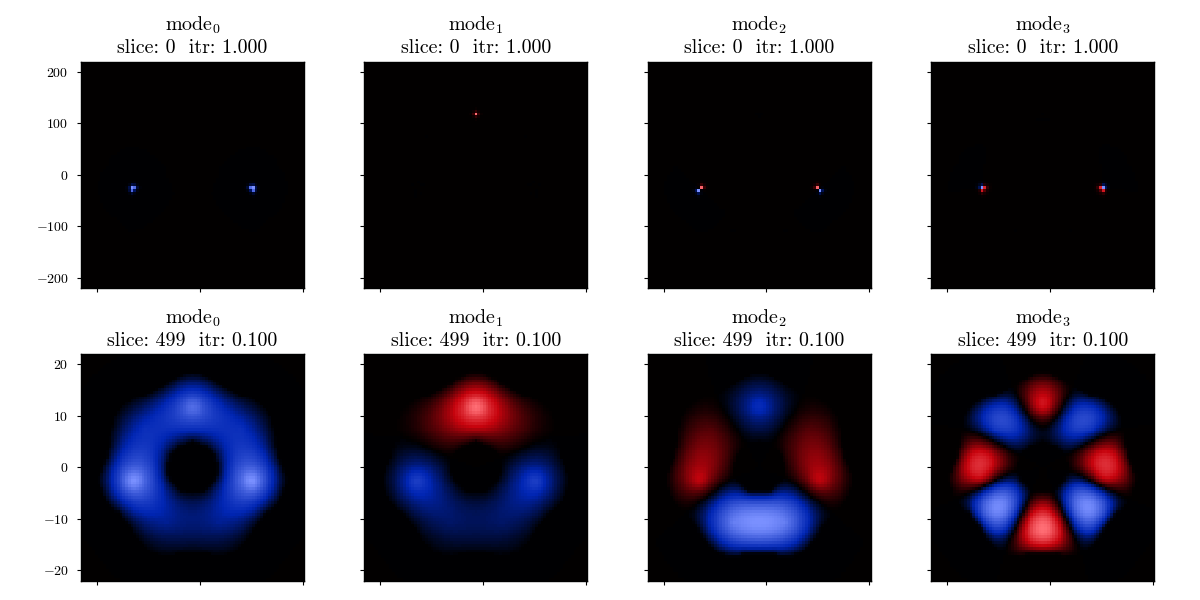 mode₀
slice: 0 itr: 1.000
mode₁
slice: 0 itr: 1.000
mode₂
slice: 0 itr: 1.000
mode₃
slice: 0 itr: 1.000
200
100
0
−100
−200
mode₀
slice: 499 itr: 0.100
mode₁
slice: 499 itr: 0.100
mode₂
slice: 499 itr: 0.100
mode₃
slice: 499 itr: 0.100
20
10
0
−10
−20